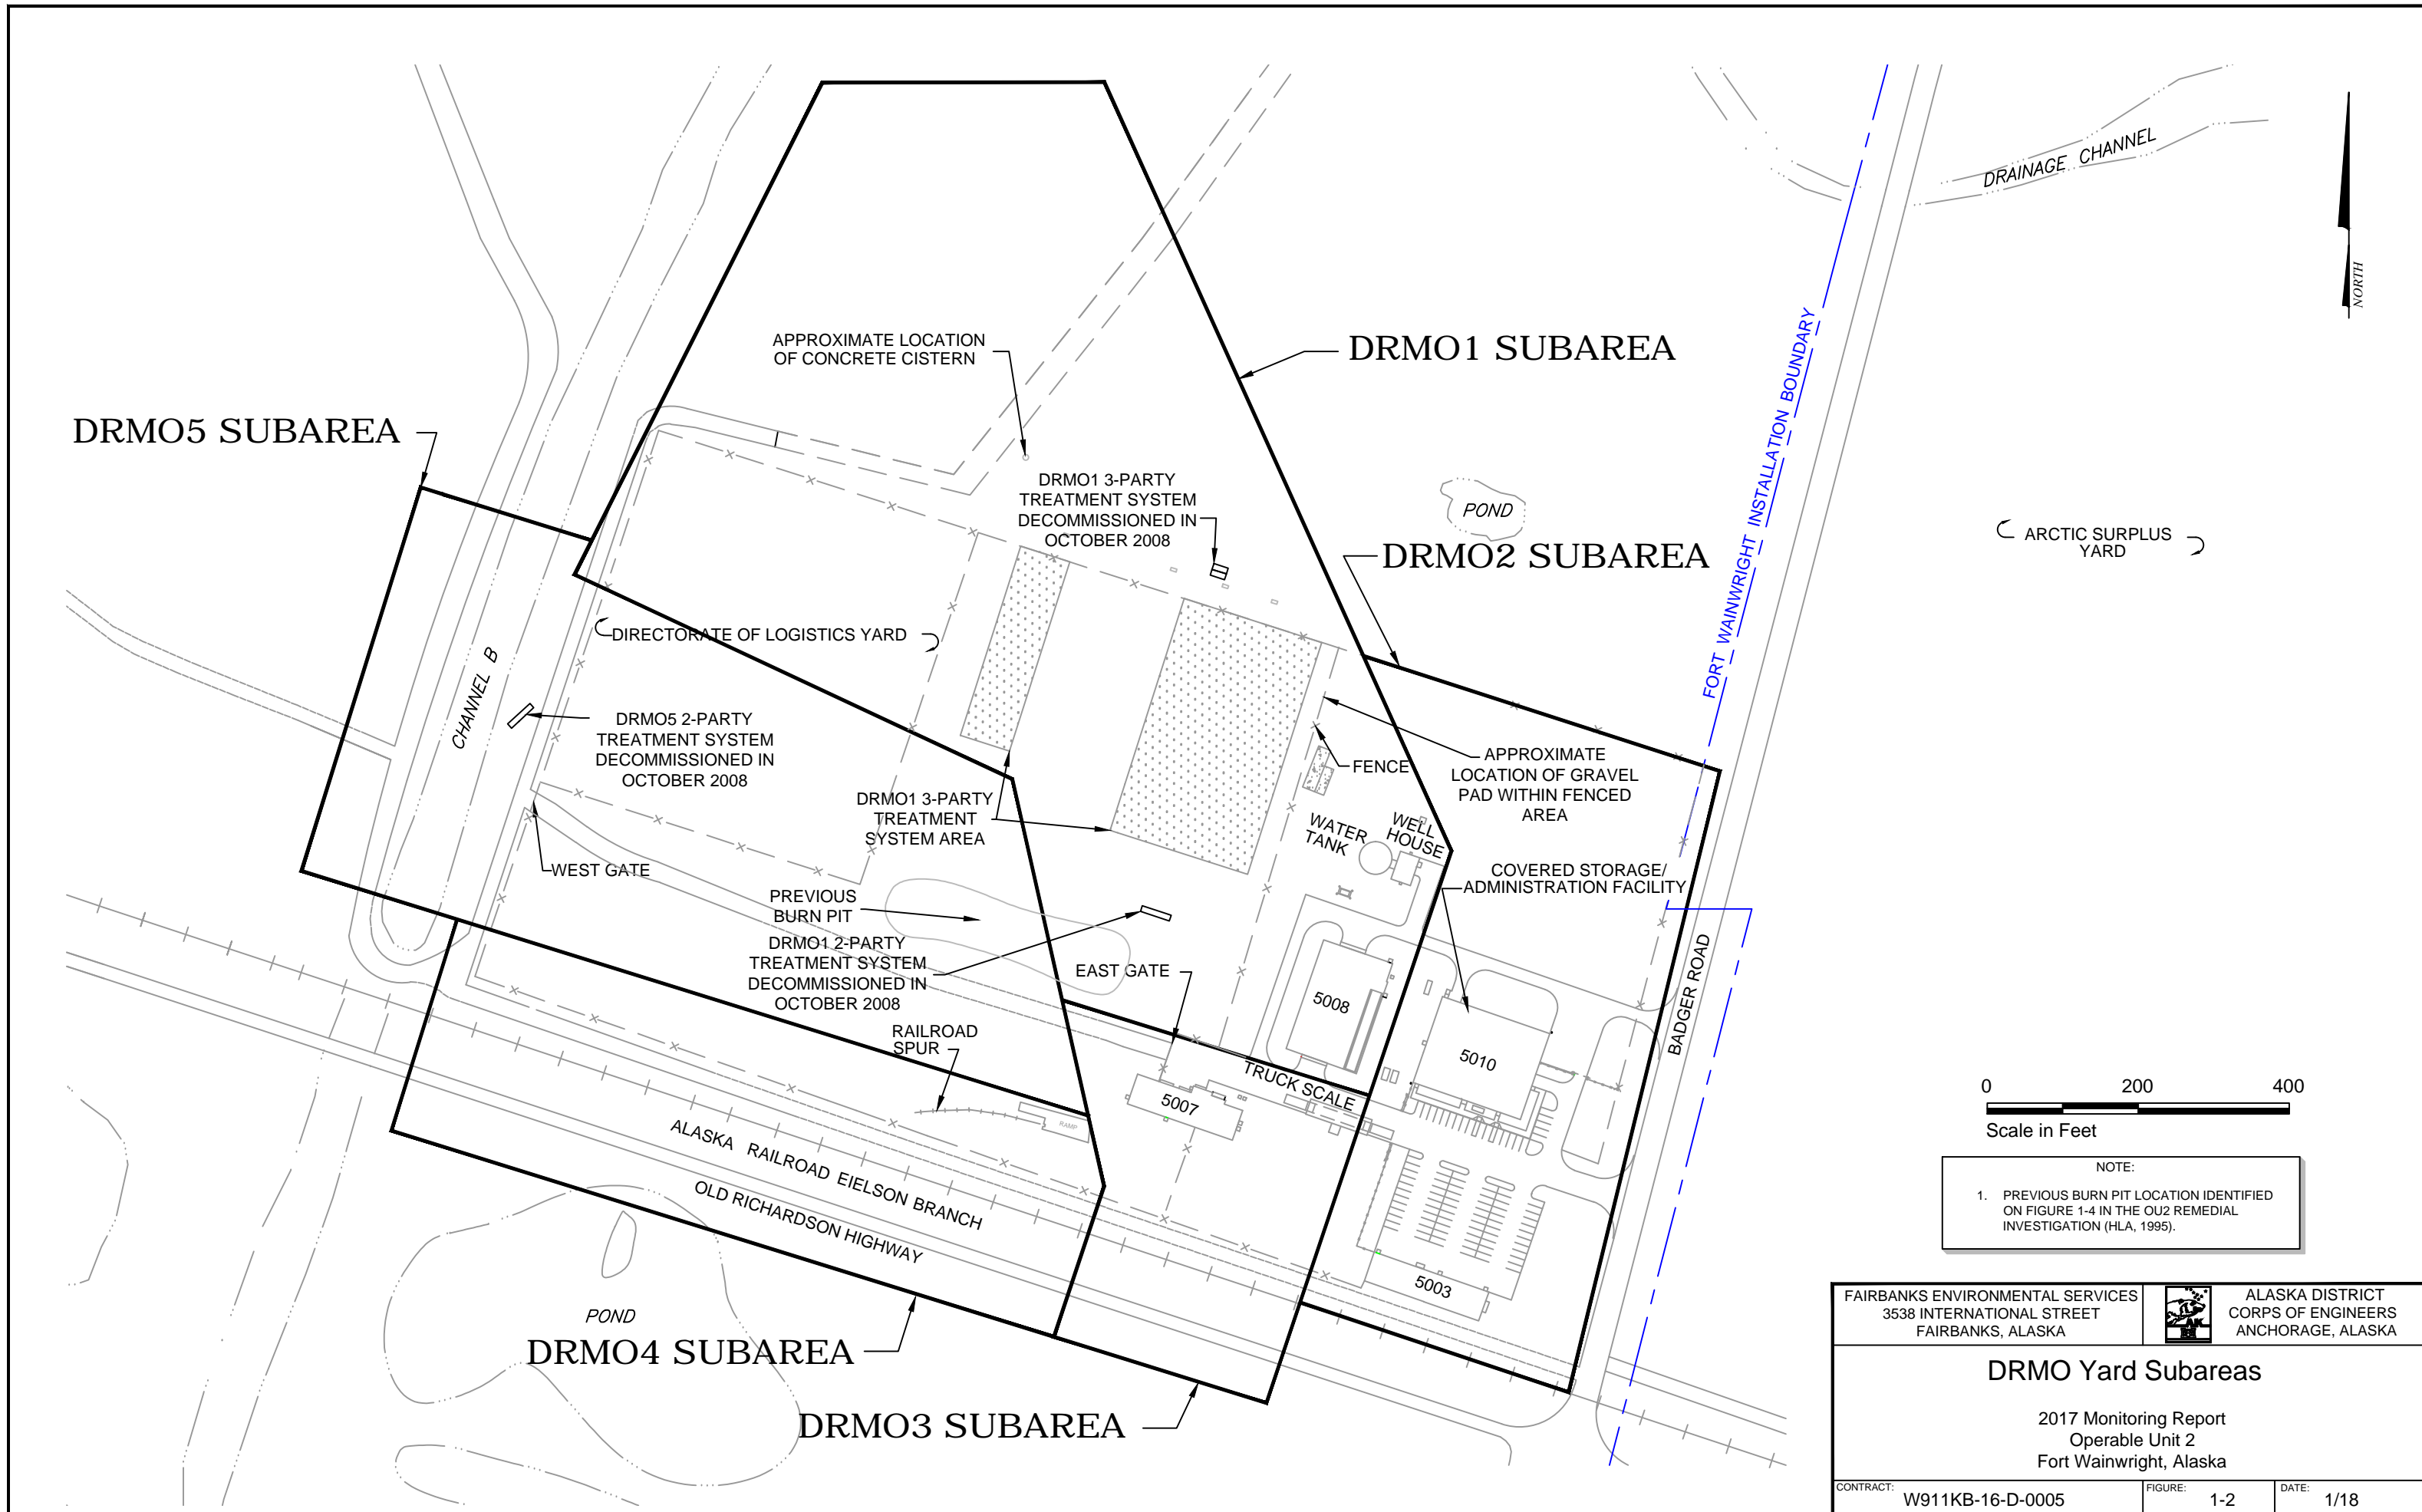 DRAINAGE CHANNEL
NORTH
FORT WAINWRIGHT INSTALLATION BOUNDARY
APPROXIMATE LOCATION
OF CONCRETE CISTERN
DRMO1 SUBAREA
DRMO5 SUBAREA
DRMO1 3-PARTY
TREATMENT SYSTEM
DECOMMISSIONED IN
OCTOBER 2008
POND
DRMO2 SUBAREA
ARCTIC SURPLUS
YARD
DIRECTORATE OF LOGISTICS YARD
CHANNEL B
DRMO5 2-PARTY
TREATMENT SYSTEM
DECOMMISSIONED IN
OCTOBER 2008
FENCE
APPROXIMATE
LOCATION OF GRAVEL
PAD WITHIN FENCED
AREA
DRMO1 3-PARTY
TREATMENT
SYSTEM AREA
WATER
TANK
WELL
HOUSE
WEST GATE
COVERED STORAGE/
ADMINISTRATION FACILITY
PREVIOUS
BURN PIT
DRMO1 2-PARTY
TREATMENT SYSTEM
DECOMMISSIONED IN
OCTOBER 2008
EAST GATE
5008
5010
BADGER ROAD
RAILROAD
SPUR
TRUCK SCALE
5007
RAMP
ALASKA RAILROAD EIELSON BRANCH
OLD RICHARDSON HIGHWAY
5003
POND
DRMO4 SUBAREA
DRMO3 SUBAREA
0 200 400
Scale in Feet
NOTE:
1. PREVIOUS BURN PIT LOCATION IDENTIFIED
ON FIGURE 1-4 IN THE OU2 REMEDIAL
INVESTIGATION (HLA, 1995).
FAIRBANKS ENVIRONMENTAL SERVICES
3538 INTERNATIONAL STREET
FAIRBANKS, ALASKA
AK
ALASKA DISTRICT
CORPS OF ENGINEERS
ANCHORAGE, ALASKA
DRMO Yard Subareas
2017 Monitoring Report
Operable Unit 2
Fort Wainwright, Alaska
CONTRACT: W911KB-16-D-0005
FIGURE: 1-2
DATE: 1/18